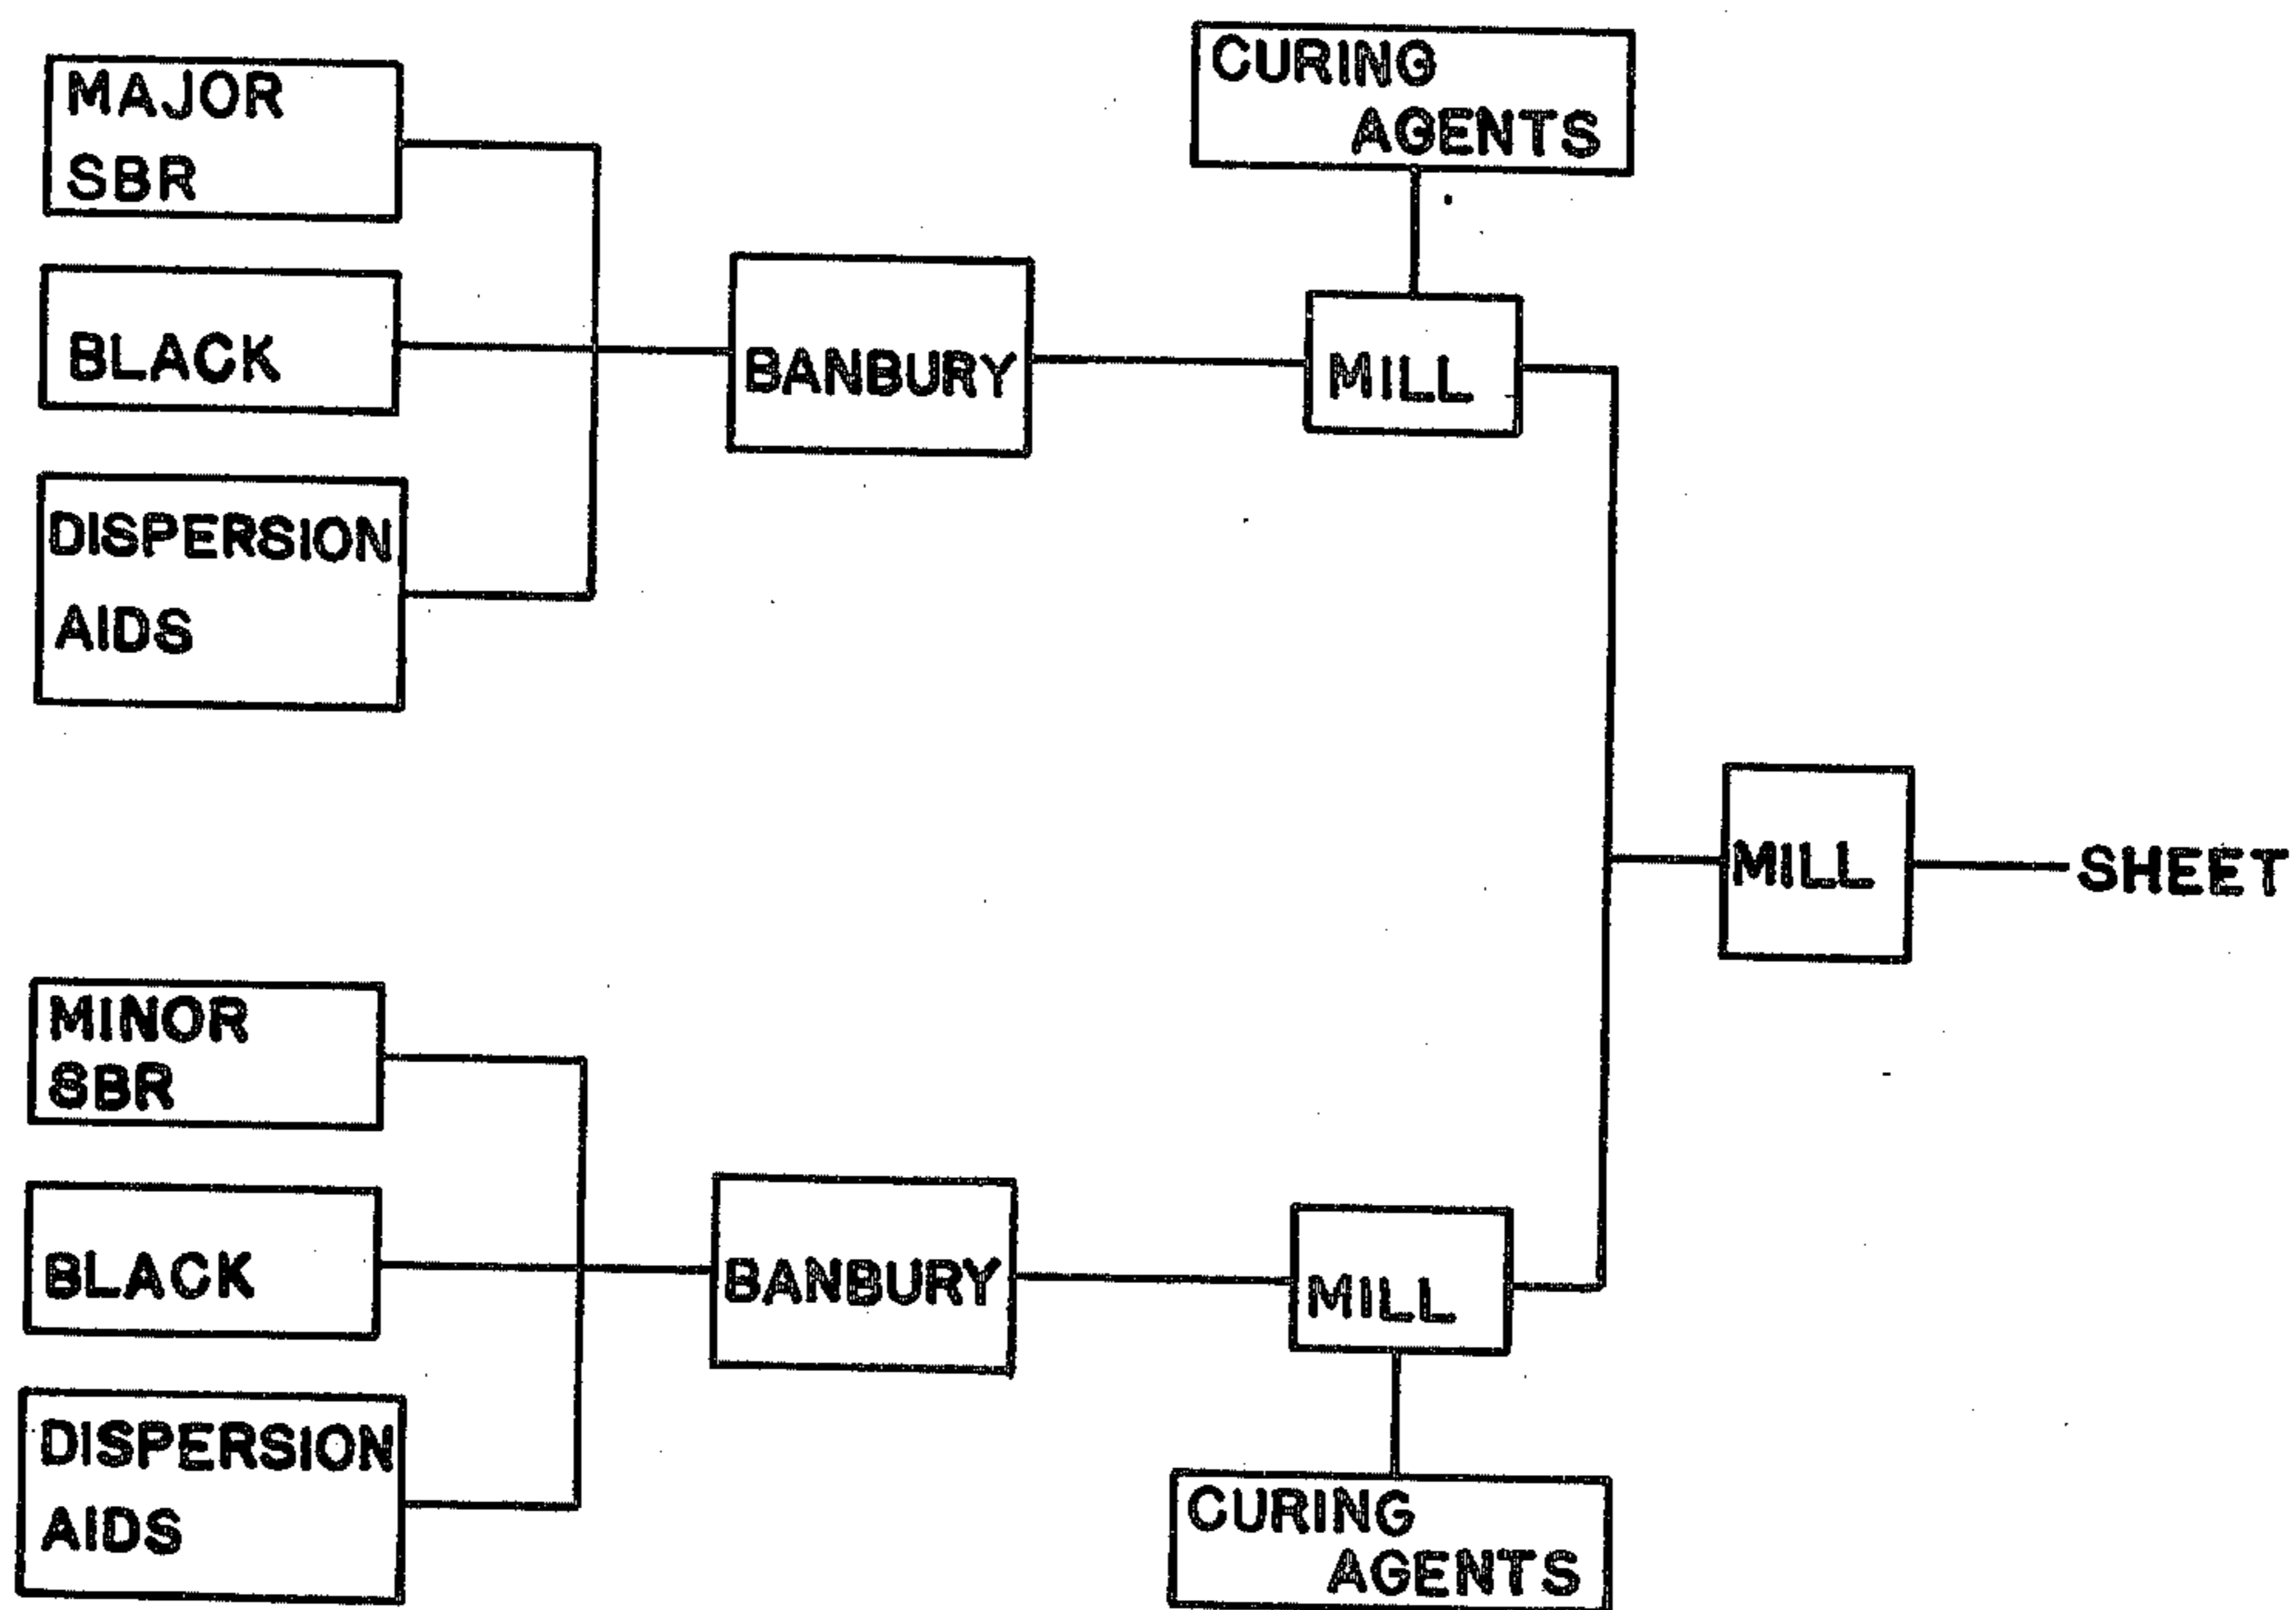 MAJOR
SBR
BLACK
DISPERSION
AIDS
BANBURY
CURING
AGENTS
MILL
MILL
SHEET
MINOR
SBR
BLACK
DISPERSION
AIDS
BANBURY
MILL
CURING
AGENTS